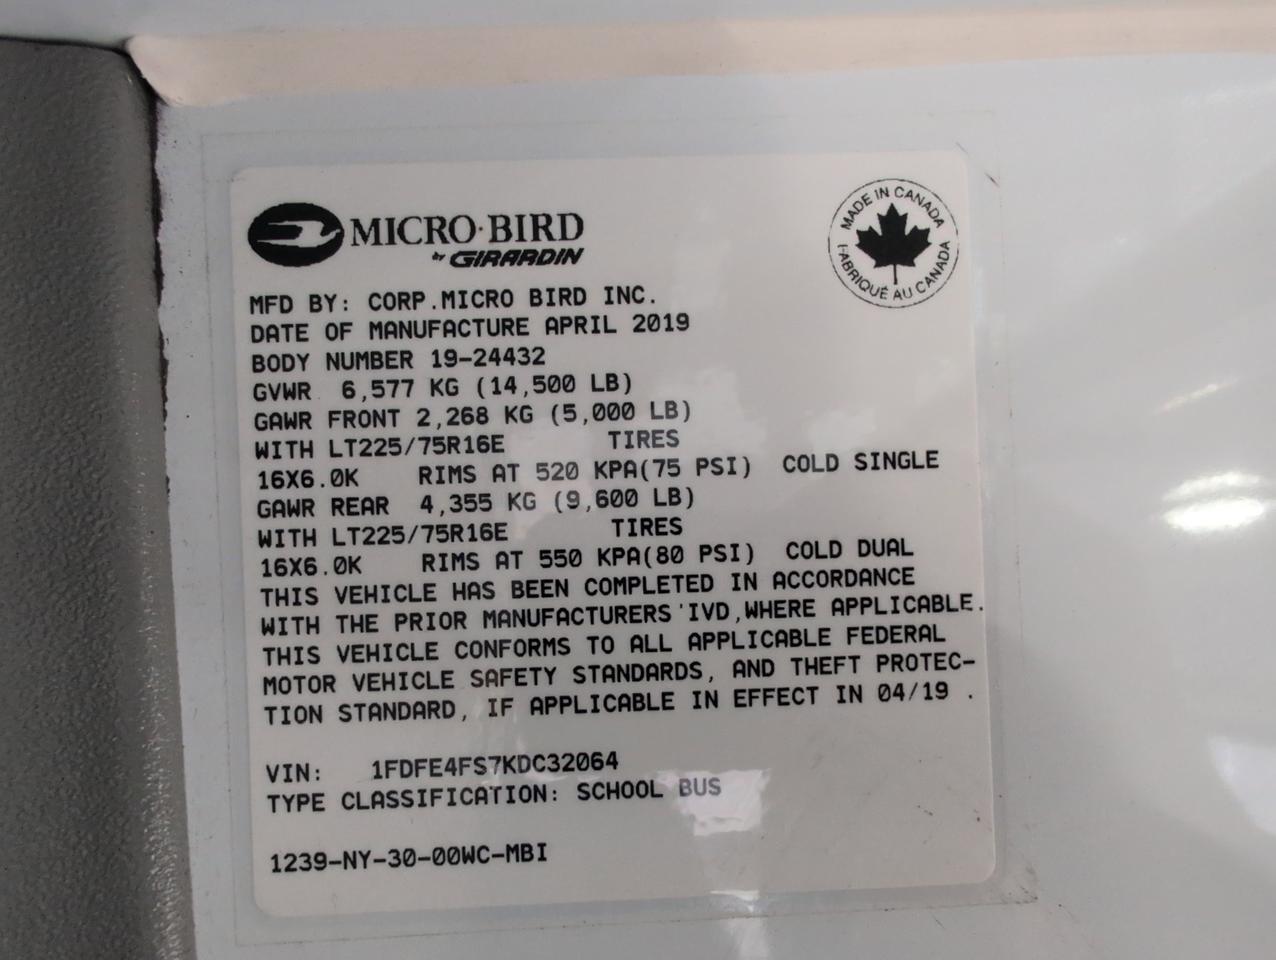 MICRO·BIRD
by GIRARDIN
MADE IN CANADA
FABRIQUÉ AU CANADA
MFD BY: CORP.MICRO BIRD INC.
DATE OF MANUFACTURE APRIL 2019
BODY NUMBER 19-24432
GVWR 6,577 KG (14,500 LB)
GAWR FRONT 2,268 KG (5,000 LB)
WITH LT225/75R16E TIRES
16X6.0K RIMS AT 520 KPA(75 PSI) COLD SINGLE
GAWR REAR 4,355 KG (9,600 LB)
WITH LT225/75R16E TIRES
16X6.0K RIMS AT 550 KPA(80 PSI) COLD DUAL
THIS VEHICLE HAS BEEN COMPLETED IN ACCORDANCE
WITH THE PRIOR MANUFACTURERS'IVD,WHERE APPLICABLE.
THIS VEHICLE CONFORMS TO ALL APPLICABLE FEDERAL
MOTOR VEHICLE SAFETY STANDARDS, AND THEFT PROTEC-
TION STANDARD, IF APPLICABLE IN EFFECT IN 04/19 .
VIN: 1FDFE4FS7KDC32064
TYPE CLASSIFICATION: SCHOOL BUS
1239-NY-30-00WC-MBI